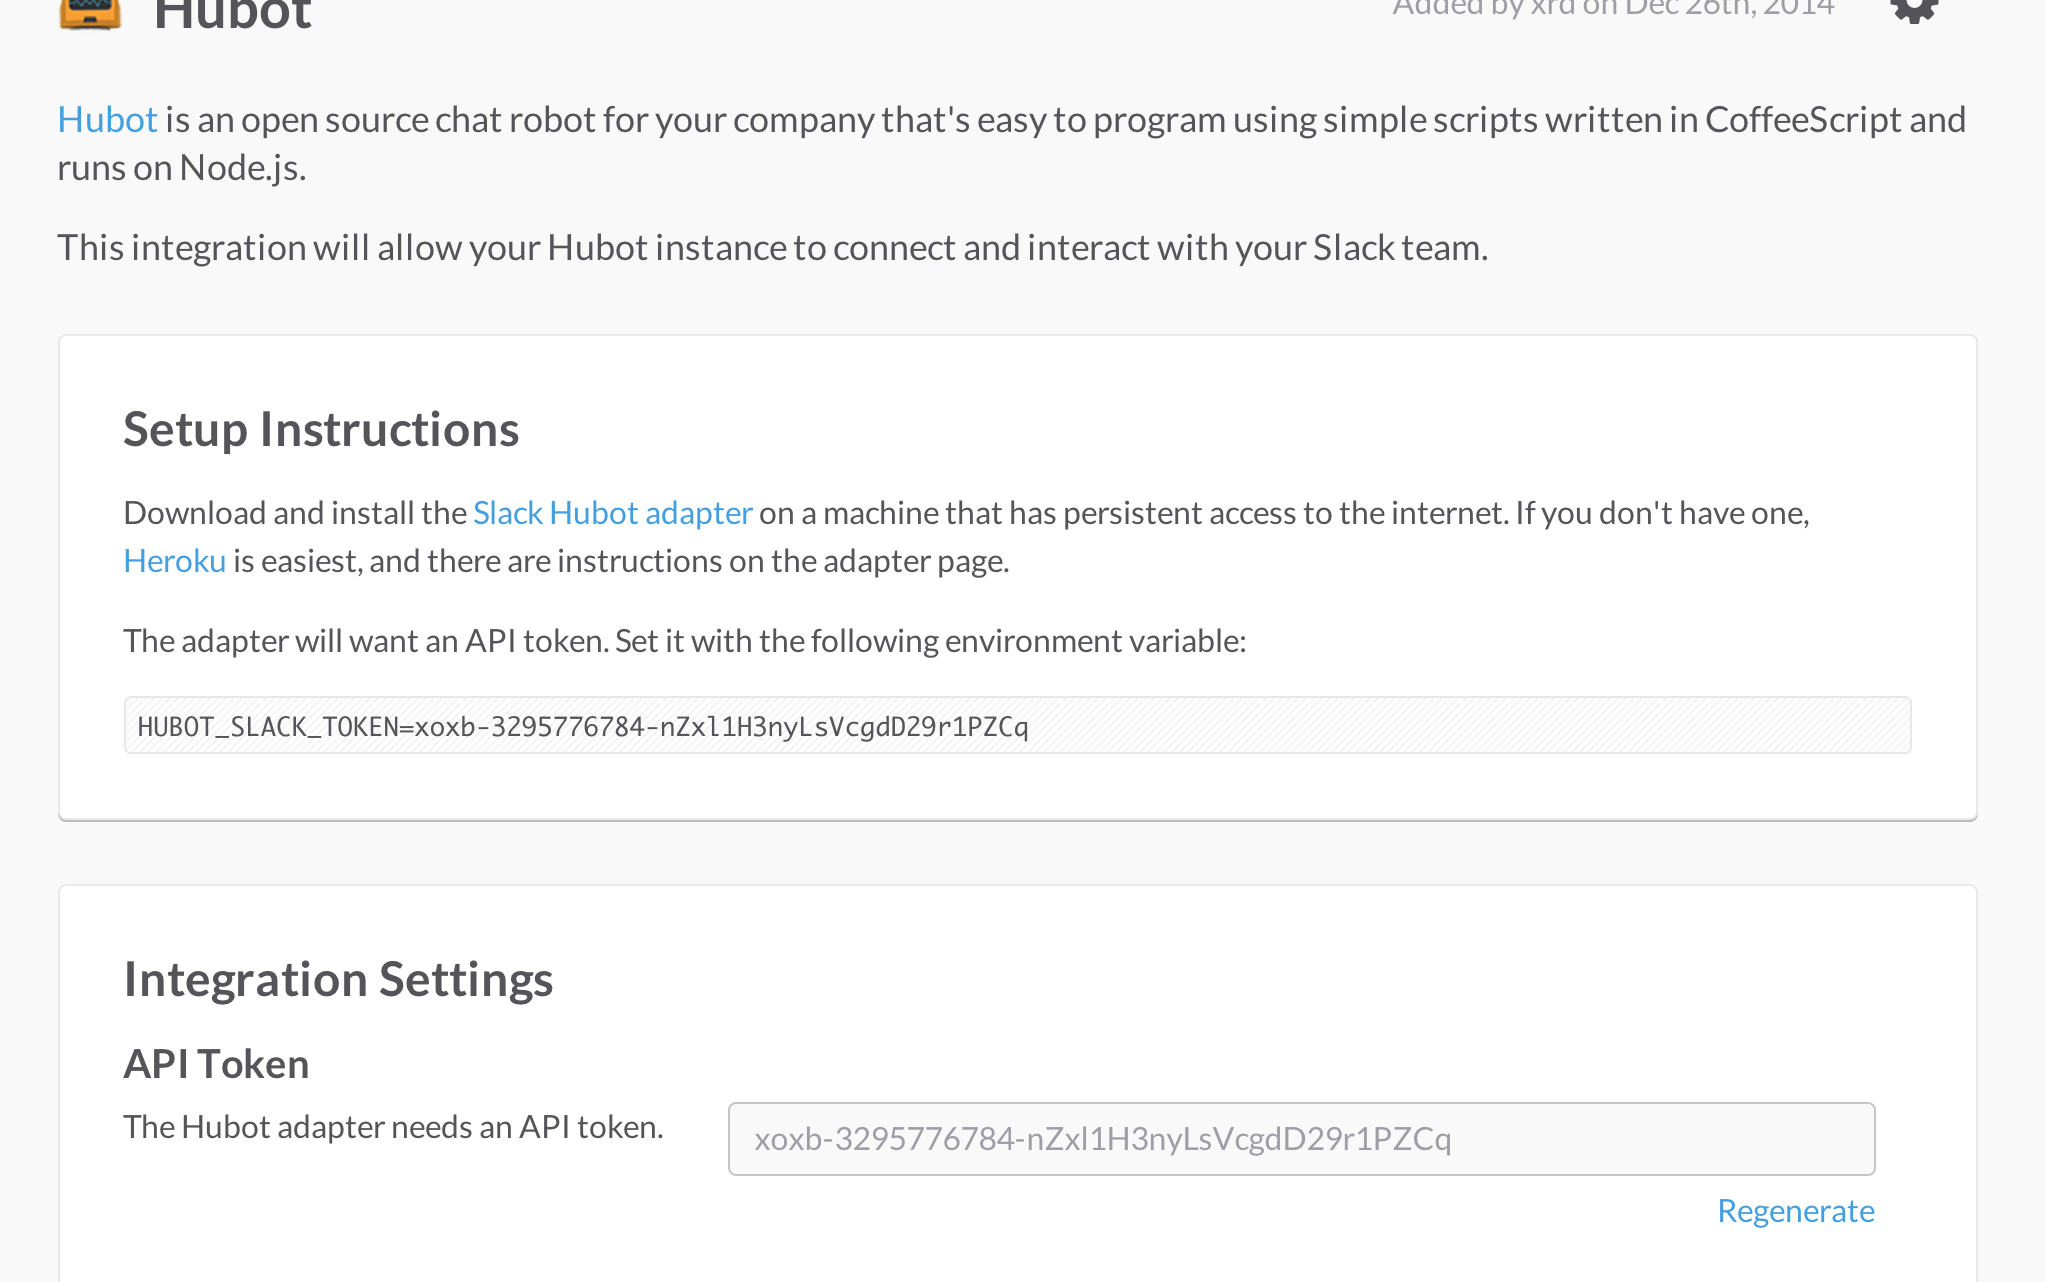 Hubot
Added by xrd on Dec 26th, 2014
Hubot is an open source chat robot for your company that's easy to program using simple scripts written in CoffeeScript and
runs on Node.js.
This integration will allow your Hubot instance to connect and interact with your Slack team.
Setup Instructions
Download and install the Slack Hubot adapter on a machine that has persistent access to the internet. If you don't have one,
Heroku is easiest, and there are instructions on the adapter page.
The adapter will want an API token. Set it with the following environment variable:
HUBOT_SLACK_TOKEN=xoxb-3295776784-nZxl1H3nyLsVcgdD29r1PZCq
Integration Settings
API Token
The Hubot adapter needs an API token.
xoxb-3295776784-nZxl1H3nyLsVcgdD29r1PZCq
Regenerate